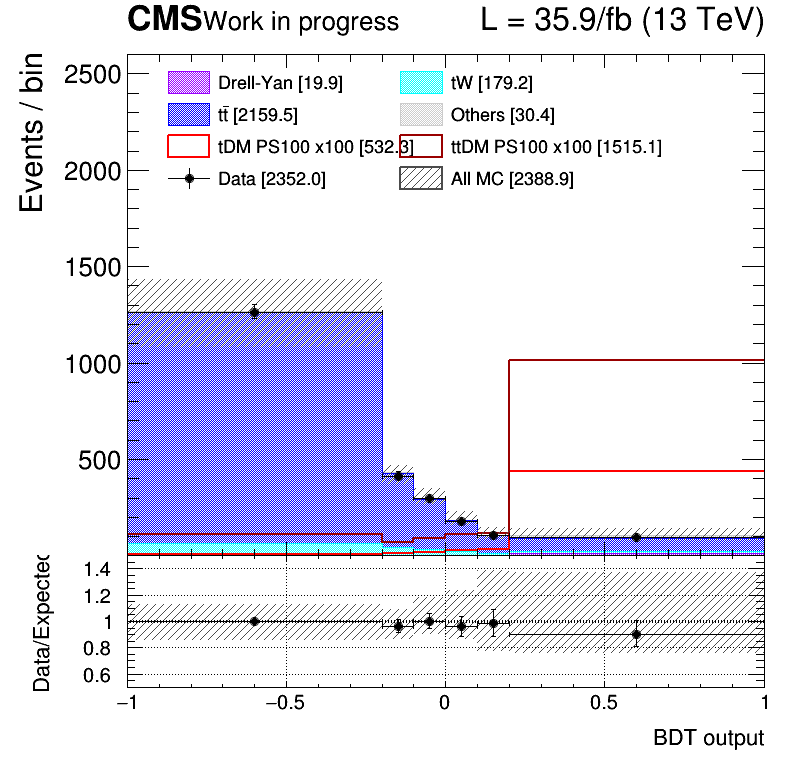 CMS Work in progress L = 35.9/fb (13 TeV)
Events / bin
2500
2000
1500
1000
500
Drell-Yan [19.9] tW [179.2]
tt̄ [2159.5] Others [30.4]
tDM PS100 x100 [532.3] ttDM PS100 x100 [1515.1]
Data [2352.0] All MC [2388.9]
Data/Expected
1.4
1.2
1
0.8
0.6
−1 −0.5 0 0.5 1
BDT output